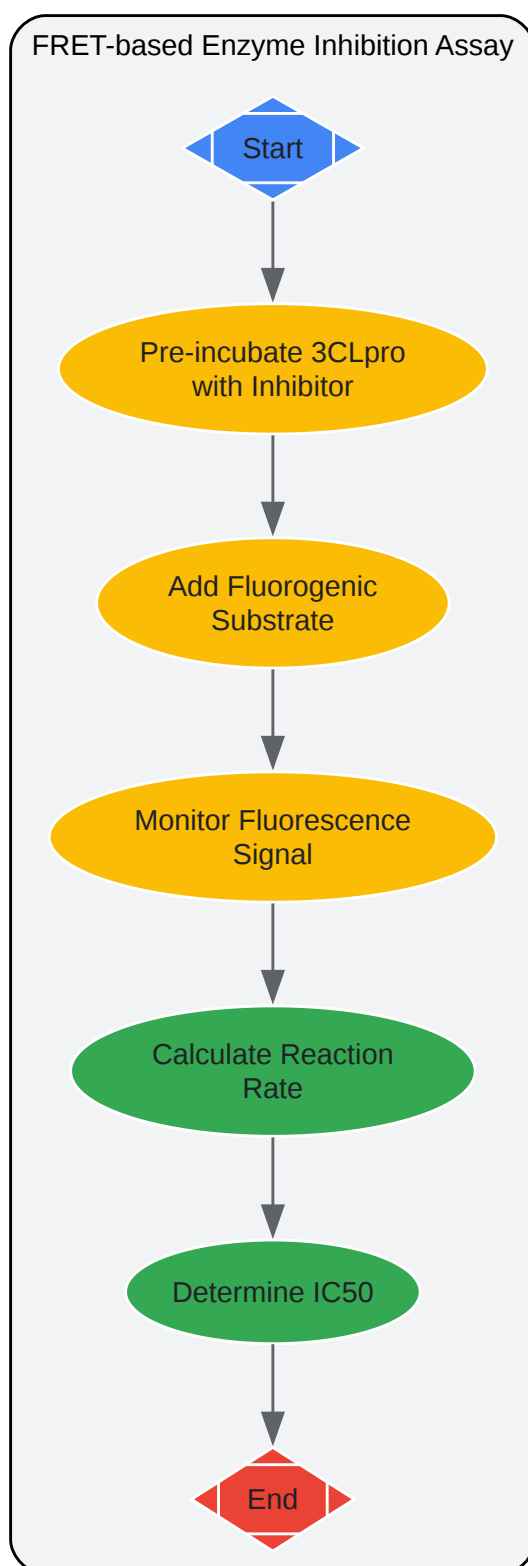 FRET-based Enzyme Inhibition Assay
Start
Pre-incubate 3CLpro
with Inhibitor
Add Fluorogenic
Substrate
Monitor Fluorescence
Signal
Calculate Reaction
Rate
Determine IC50
End